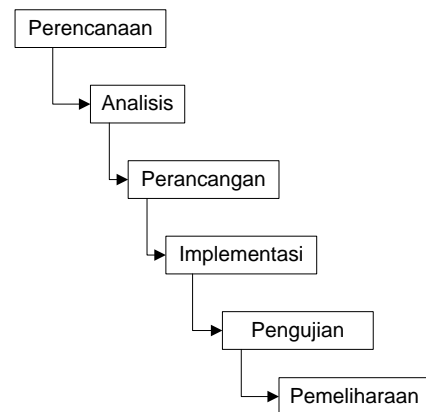 Perencanaan
Analisis
Perancangan
Implementasi
Pengujian
Pemeliharaan